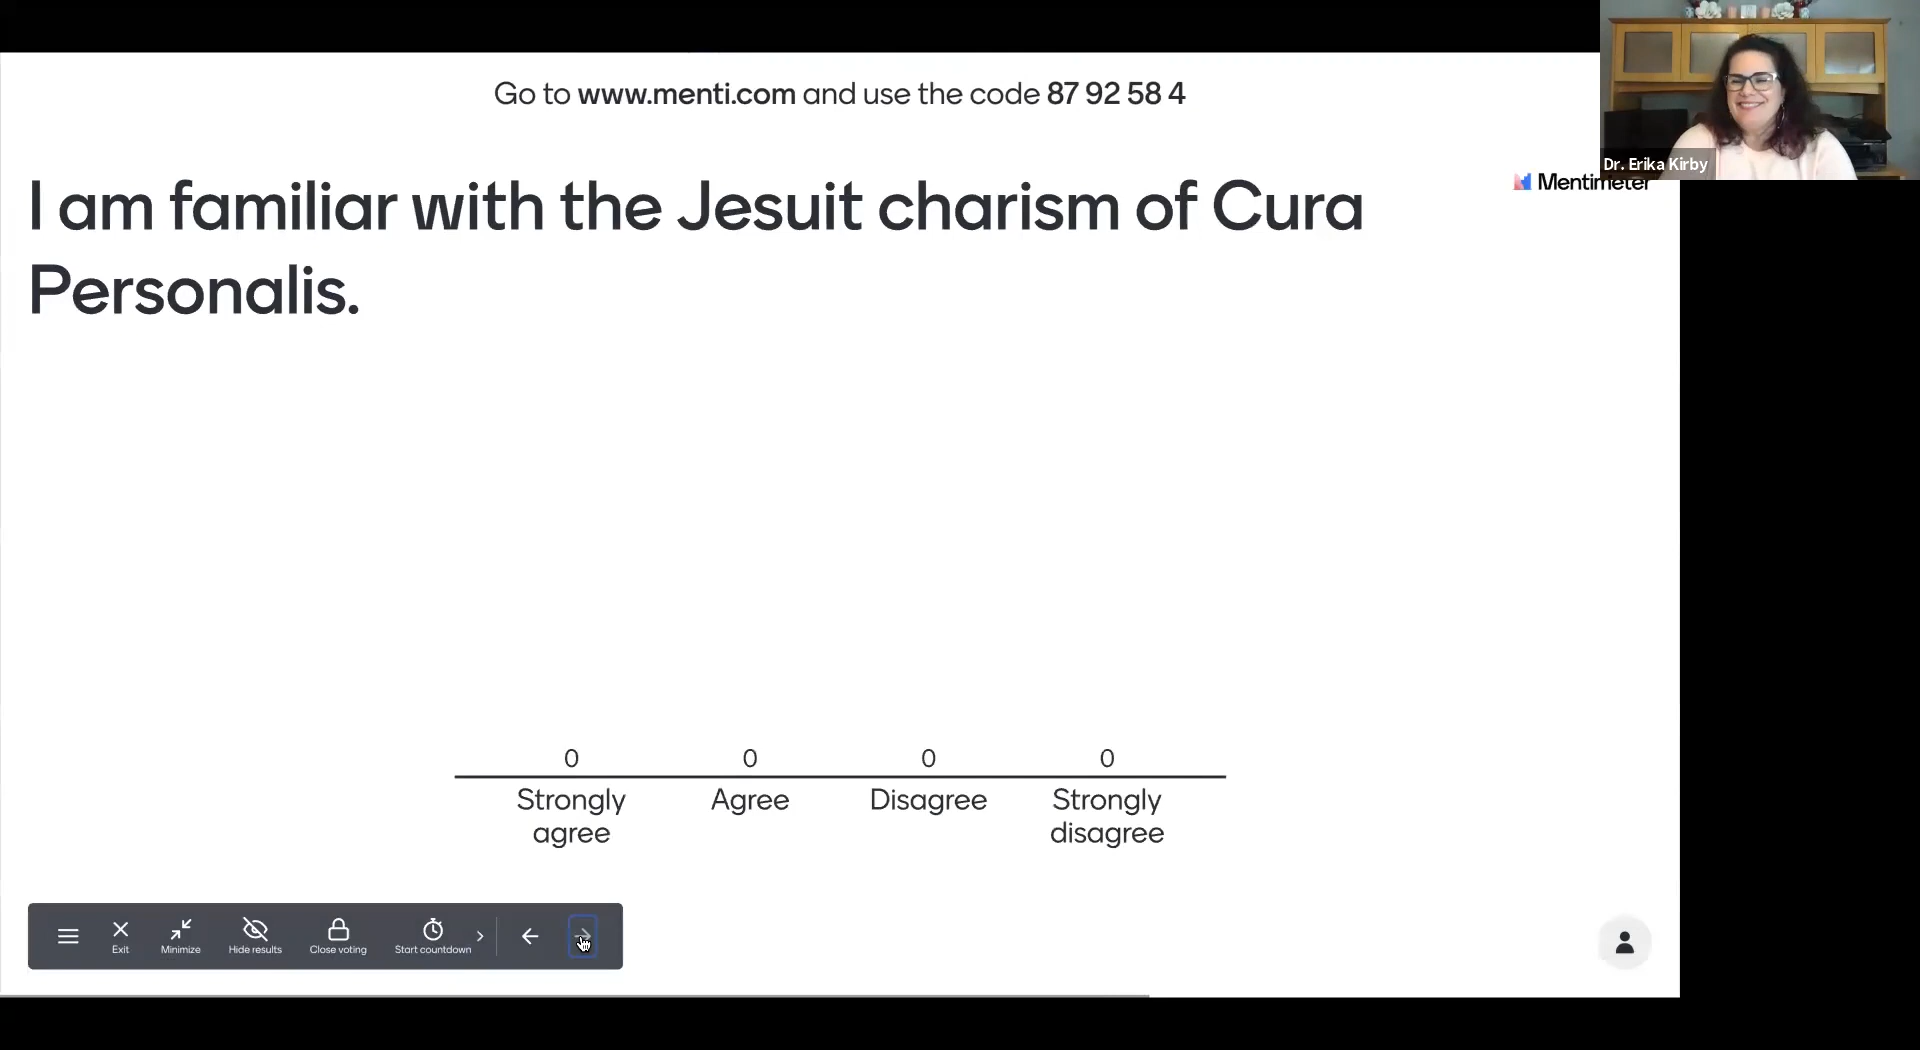 Go to www.menti.com and use the code 87 92 58 4
Dr. Erika Kirby
Mentimeter
I am familiar with the Jesuit charism of Cura
Personalis.
0 0 0 0
Strongly agree
Agree
Disagree
Strongly disagree
Exit
Minimize
Hide results
Close voting
Start countdown